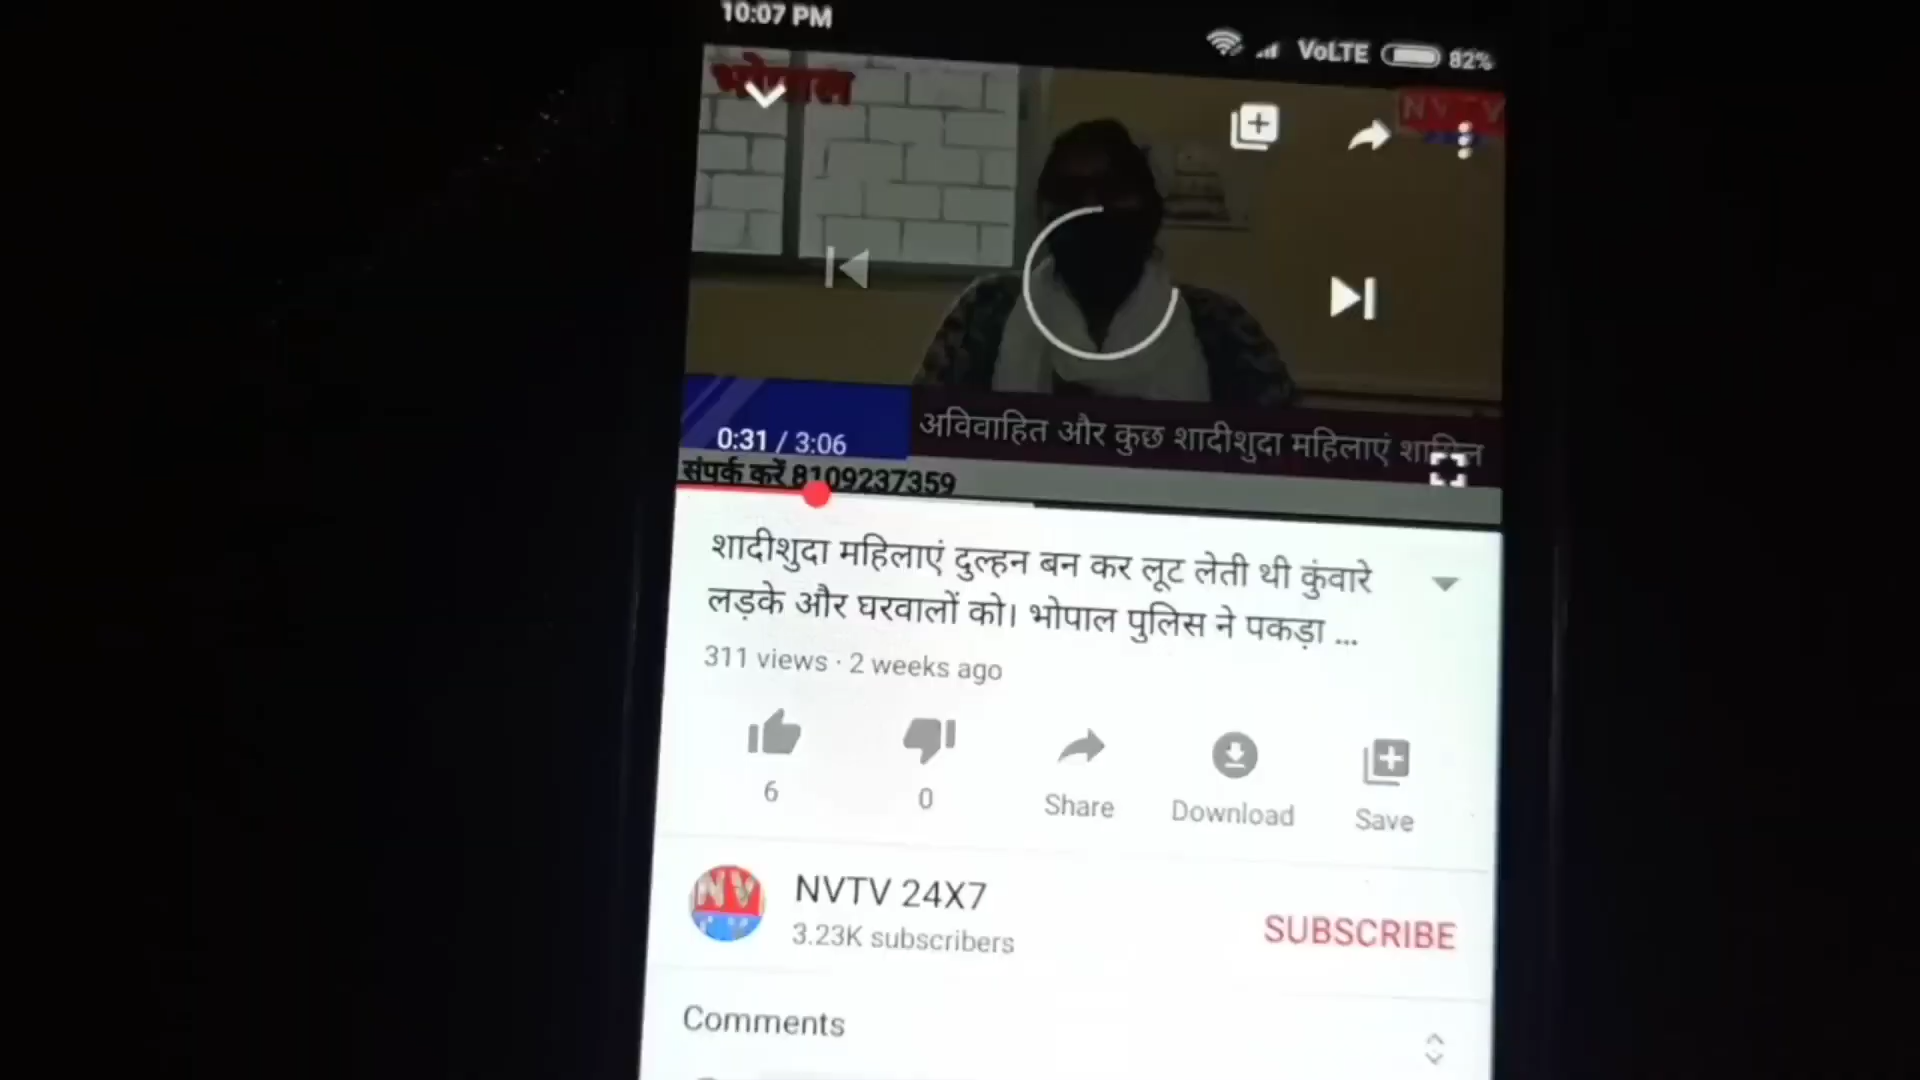 10:07 PM
VoLTE 82%
भोपाल
NVTV
अविवाहित और कुछ शादीशुदा महिलाएं शामिल
0:31 / 3:06
संपर्क करें 8109237359
शादीशुदा महिलाएं दुल्हन बन कर लूट लेती थी कुंवारे
लड़के और घरवालों को। भोपाल पुलिस ने पकड़ा ...
311 views · 2 weeks ago
6
0
Share
Download
Save
NV
NVTV 24X7
3.23K subscribers
SUBSCRIBE
Comments